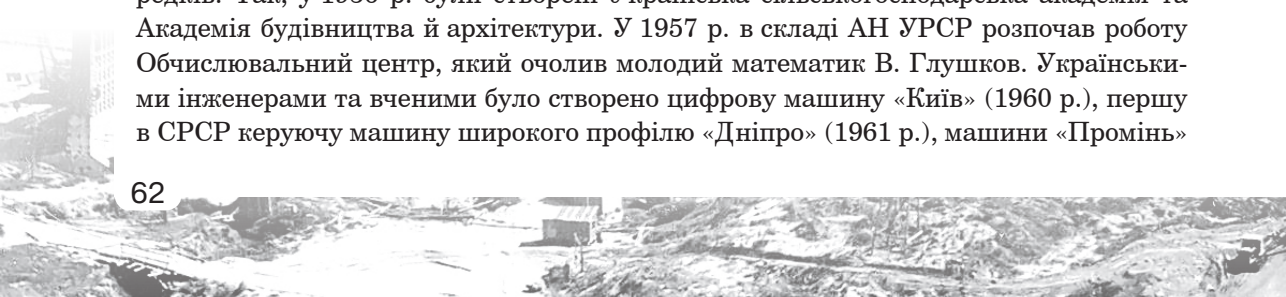 Академія будівництва й архітектури. У 1957 р. в складі АН УРСР розпочав роботу
Обчислювальний центр, який очолив молодий математик В. Глушков. Українськи-
ми інженерами та вченими було створено цифрову машину «Київ» (1960 р.), першу
в СРСР керуючу машину широкого профілю «Дніпро» (1961 р.), машини «Промінь»
62